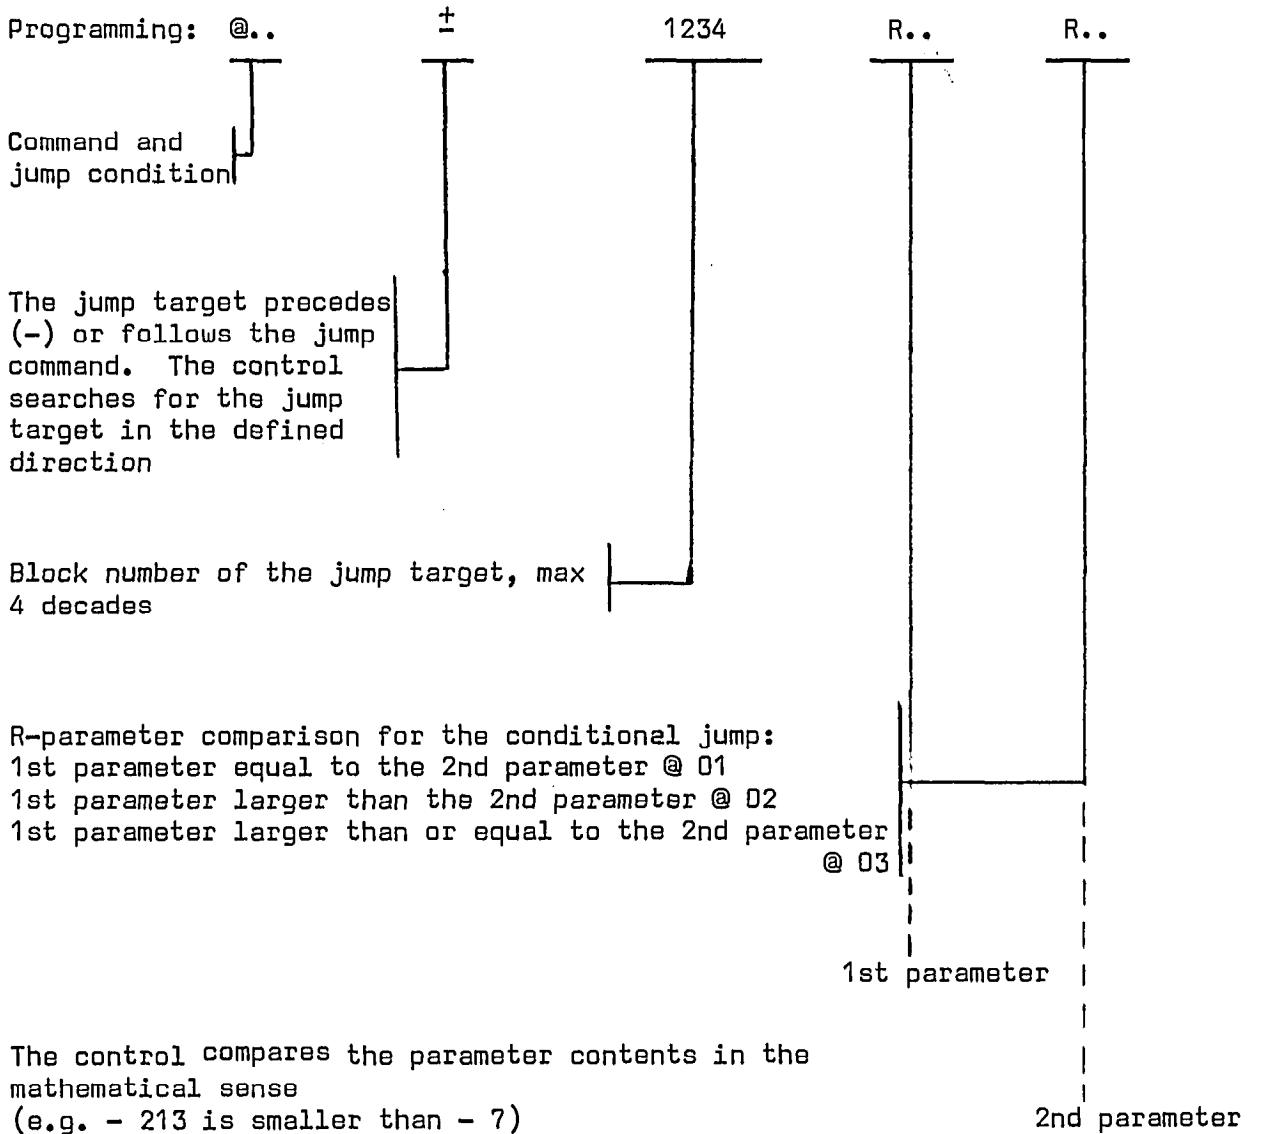 Programming: @.. ± 1234 R.. R..
Command and
jump condition
The jump target precedes
(-) or follows the jump
command. The control
searches for the jump
target in the defined
direction
Block number of the jump target, max
4 decades
R-parameter comparison for the conditional jump:
1st parameter equal to the 2nd parameter @ 01
1st parameter larger than the 2nd parameter @ 02
1st parameter larger than or equal to the 2nd parameter
@ 03
1st parameter
The control compares the parameter contents in the
mathematical sense
(e.g. - 213 is smaller than - 7)
2nd parameter